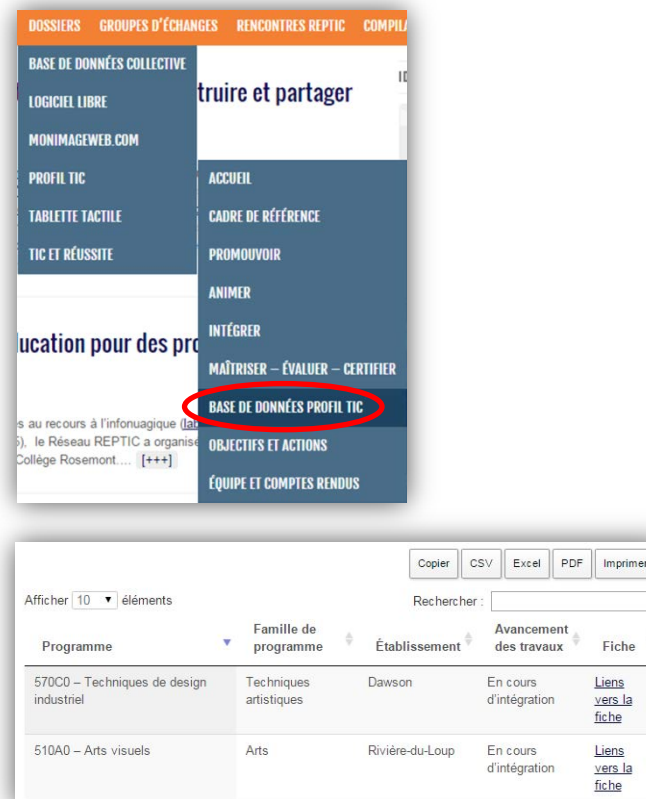 DOSSIERS GROUPES D'ÉCHANGES RENCONTRES REPTIC
BASE DE DONNÉES COLLECTIVE
LOGICIEL LIBRE
MONIMAGEWEB.COM
PROFIL TIC
TABLETTE TACTILE
TIC ET RÉUSSITE
truire et partager
ACCUEIL
CADRE DE RÉFÉRENCE
PROMOUVOIR
ANIMER
INTÉGRER
MAÎTRISER – ÉVALUER – CERTIFIER
BASE DE DONNÉES PROFIL TIC
OBJECTIFS ET ACTIONS
ÉQUIPE ET COMPTES RENDUS
ucation pour des pro
s au recours à l'infonuagique (
5), le Réseau REPTIC a organisé
Collège Rosemont.... [+++]
Copier CSV Excel PDF Imprimer
Afficher 10 éléments Rechercher :
Programme Famille de programme Établissement Avancement des travaux Fiche
570C0 – Techniques de design industriel Techniques artistiques Dawson En cours d'intégration Liens vers la fiche
510A0 – Arts visuels Arts Rivière-du-Loup En cours d'intégration Liens vers la fiche